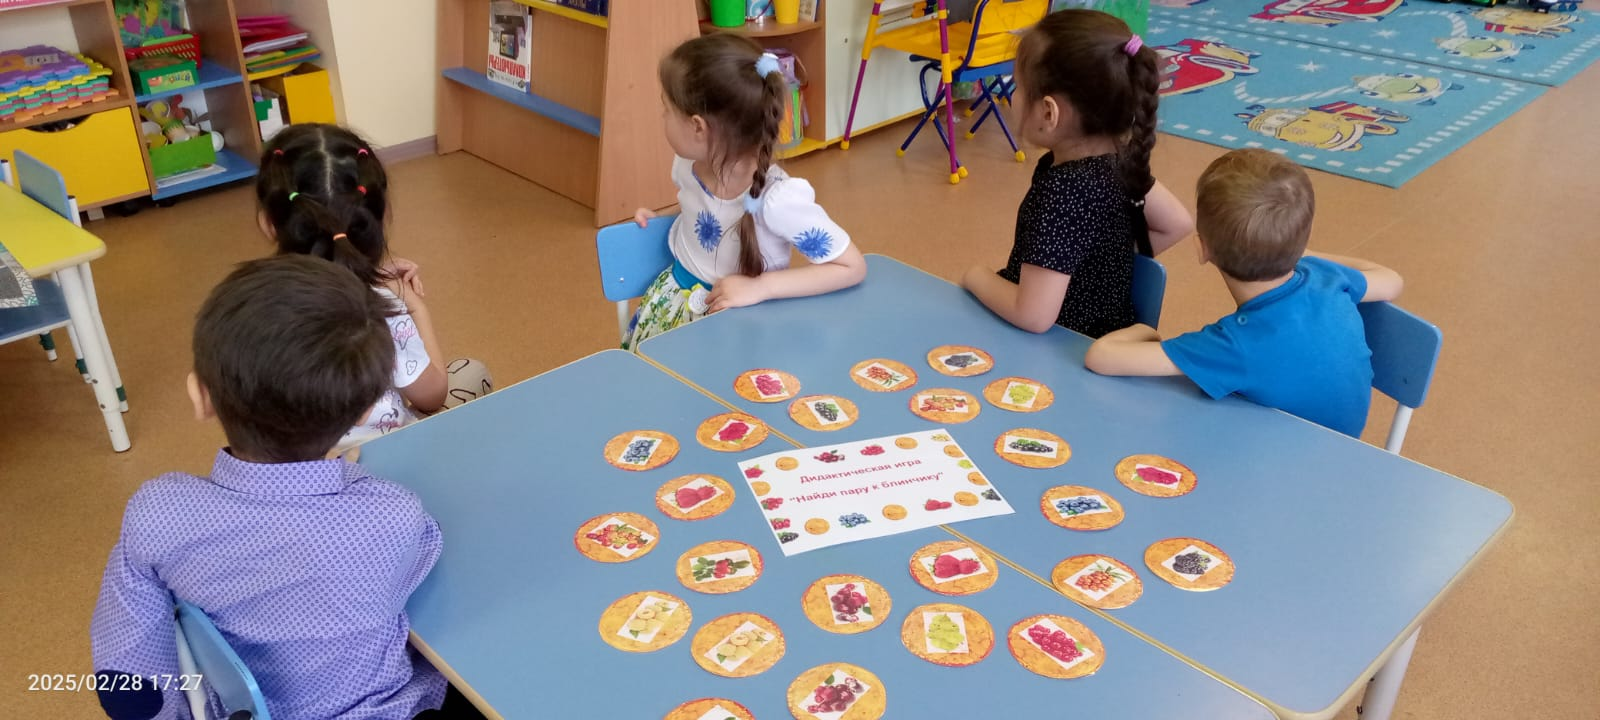 Дидактическая игра
"Найди пару к блинчику"
2025/02/28 17:27